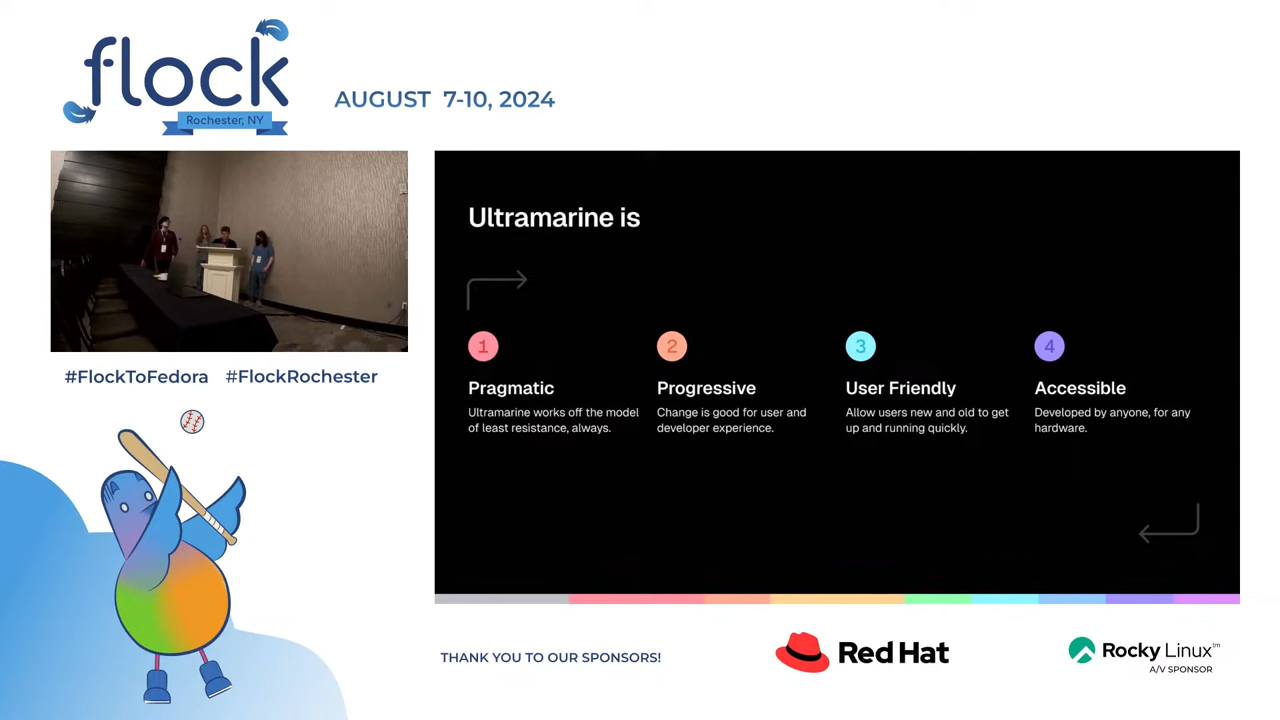 flock
Rochester, NY
AUGUST 7-10, 2024
Ultramarine is
1
Pragmatic
Ultramarine works off the model
of least resistance, always.
2
Progressive
Change is good for user and
developer experience.
3
User Friendly
Allow users new and old to get
up and running quickly.
4
Accessible
Developed by anyone, for any
hardware.
#FlockToFedora #FlockRochester
THANK YOU TO OUR SPONSORS!
Red Hat
Rocky Linux™
A/V SPONSOR